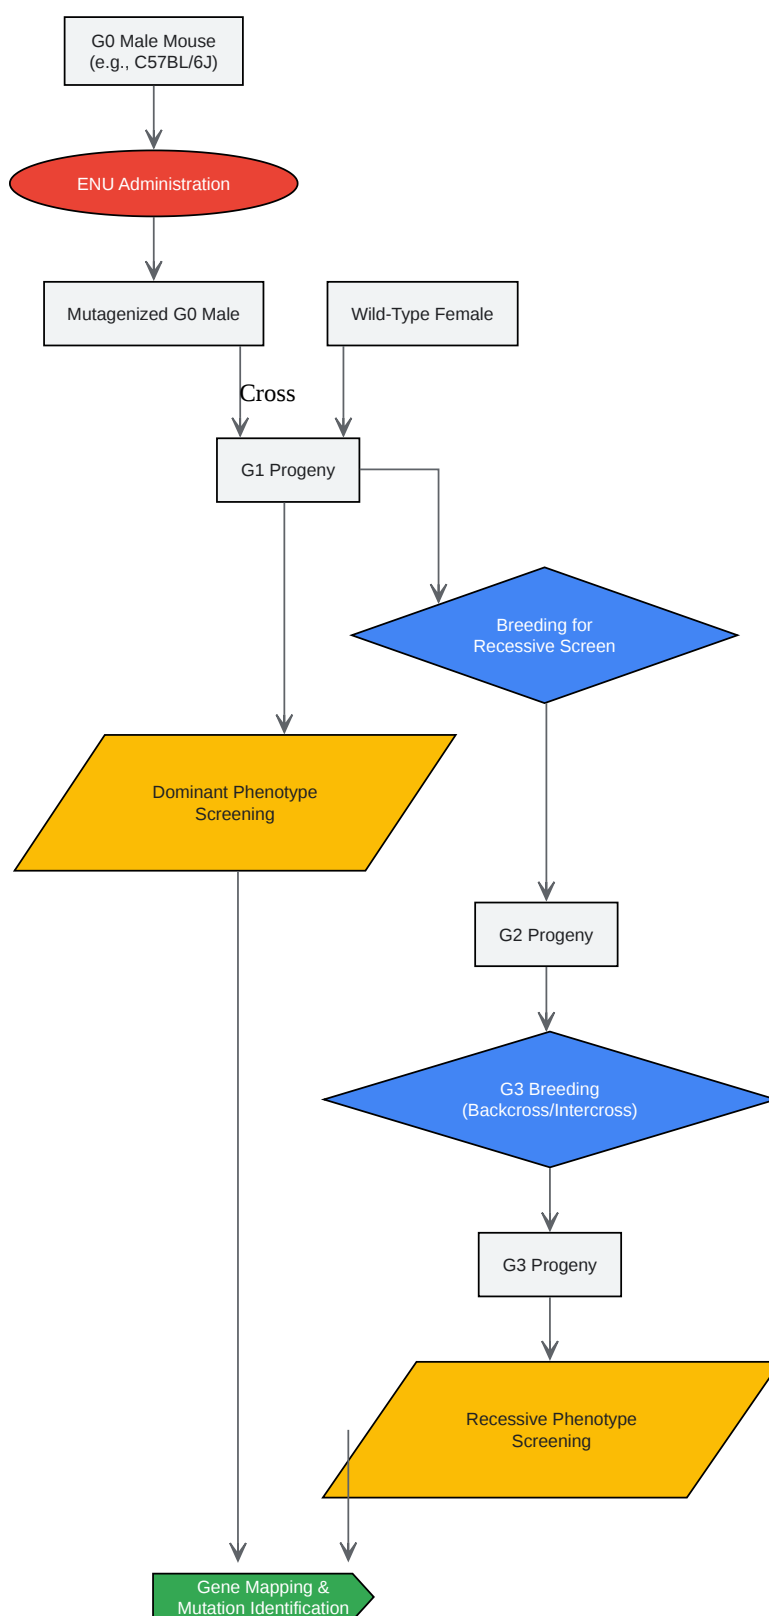 G0 Male Mouse
(e.g., C57BL/6J)
ENU Administration
Mutagenized G0 Male
Wild-Type Female
Cross
G1 Progeny
Breeding for
Recessive Screen
Dominant Phenotype
Screening
G2 Progeny
G3 Breeding
(Backcross/Intercross)
G3 Progeny
Recessive Phenotype
Screening
Gene Mapping &
Mutation Identification